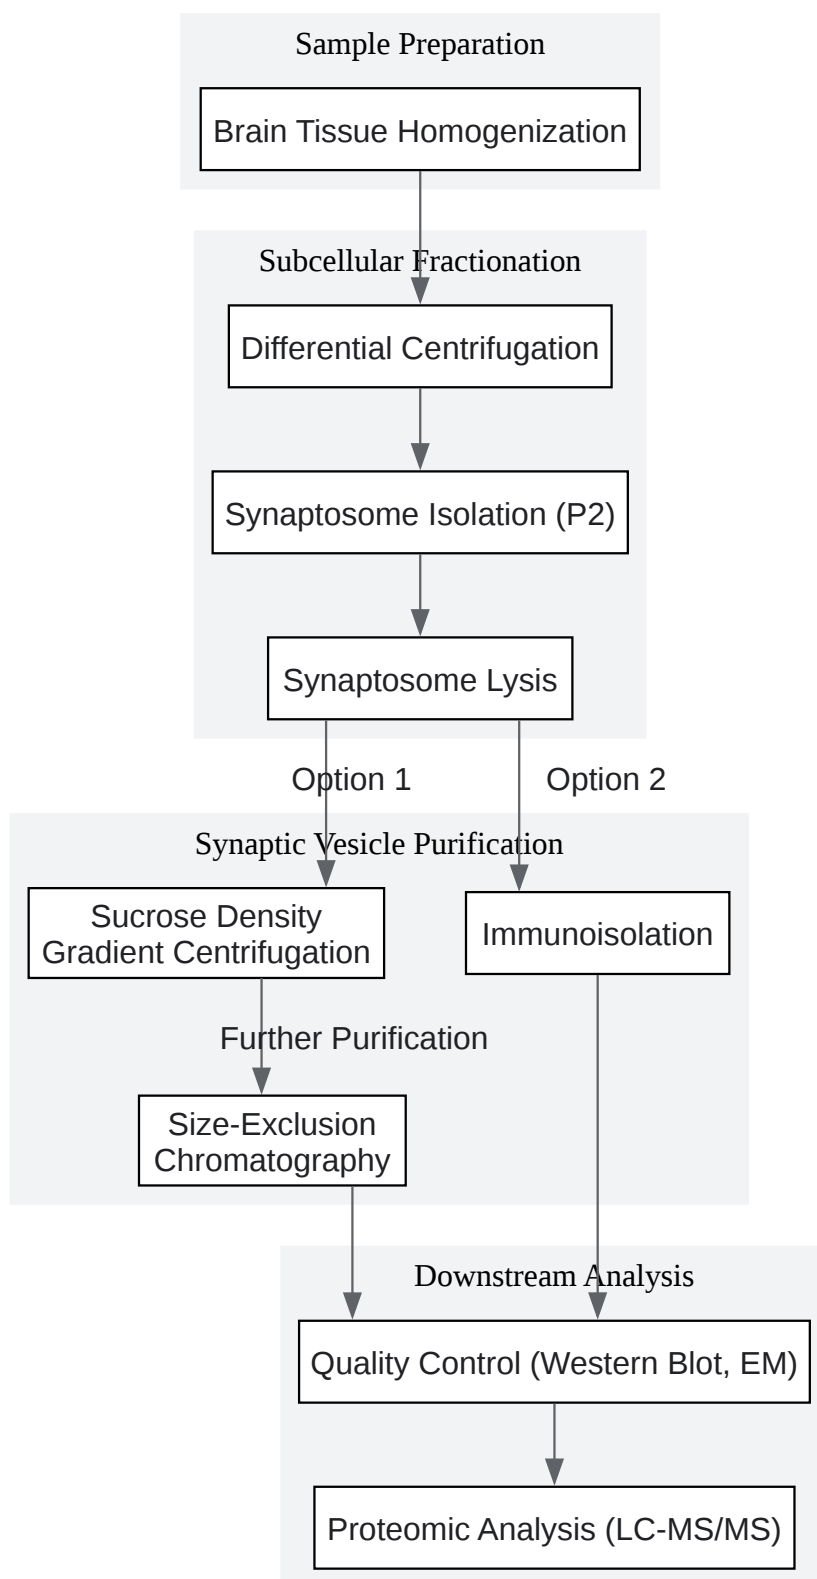 Sample Preparation
Brain Tissue Homogenization
Subcellular Fractionation
Differential Centrifugation
Synaptosome Isolation (P2)
Synaptosome Lysis
Option 1
Option 2
Synaptic Vesicle Purification
Sucrose Density
Gradient Centrifugation
Immunoisolation
Further Purification
Size-Exclusion
Chromatography
Downstream Analysis
Quality Control (Western Blot, EM)
Proteomic Analysis (LC-MS/MS)